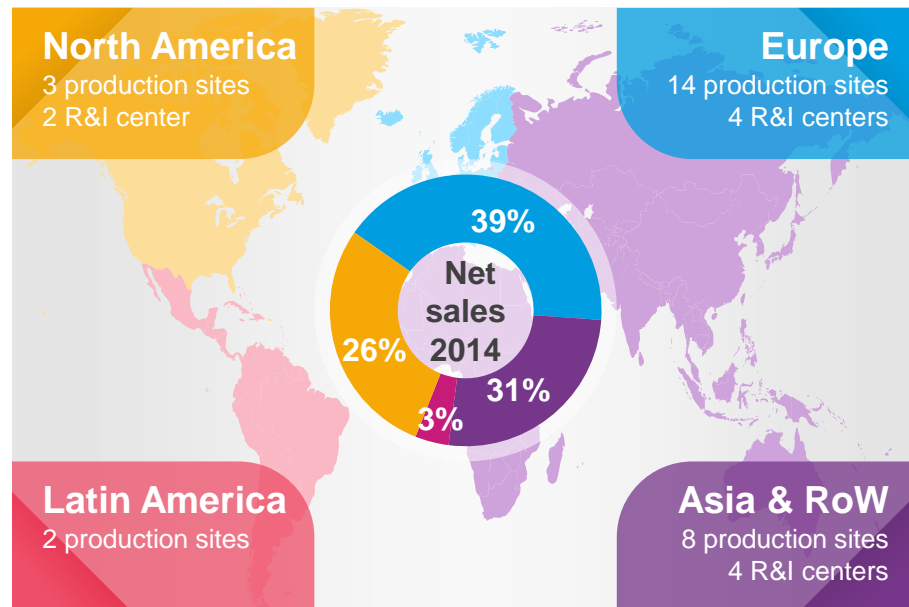 North America
3 production sites
2 R&I center
Europe
14 production sites
4 R&I centers
39%
Net
sales
2014
26%
31%
3%
Latin America
2 production sites
Asia & RoW
8 production sites
4 R&I centers